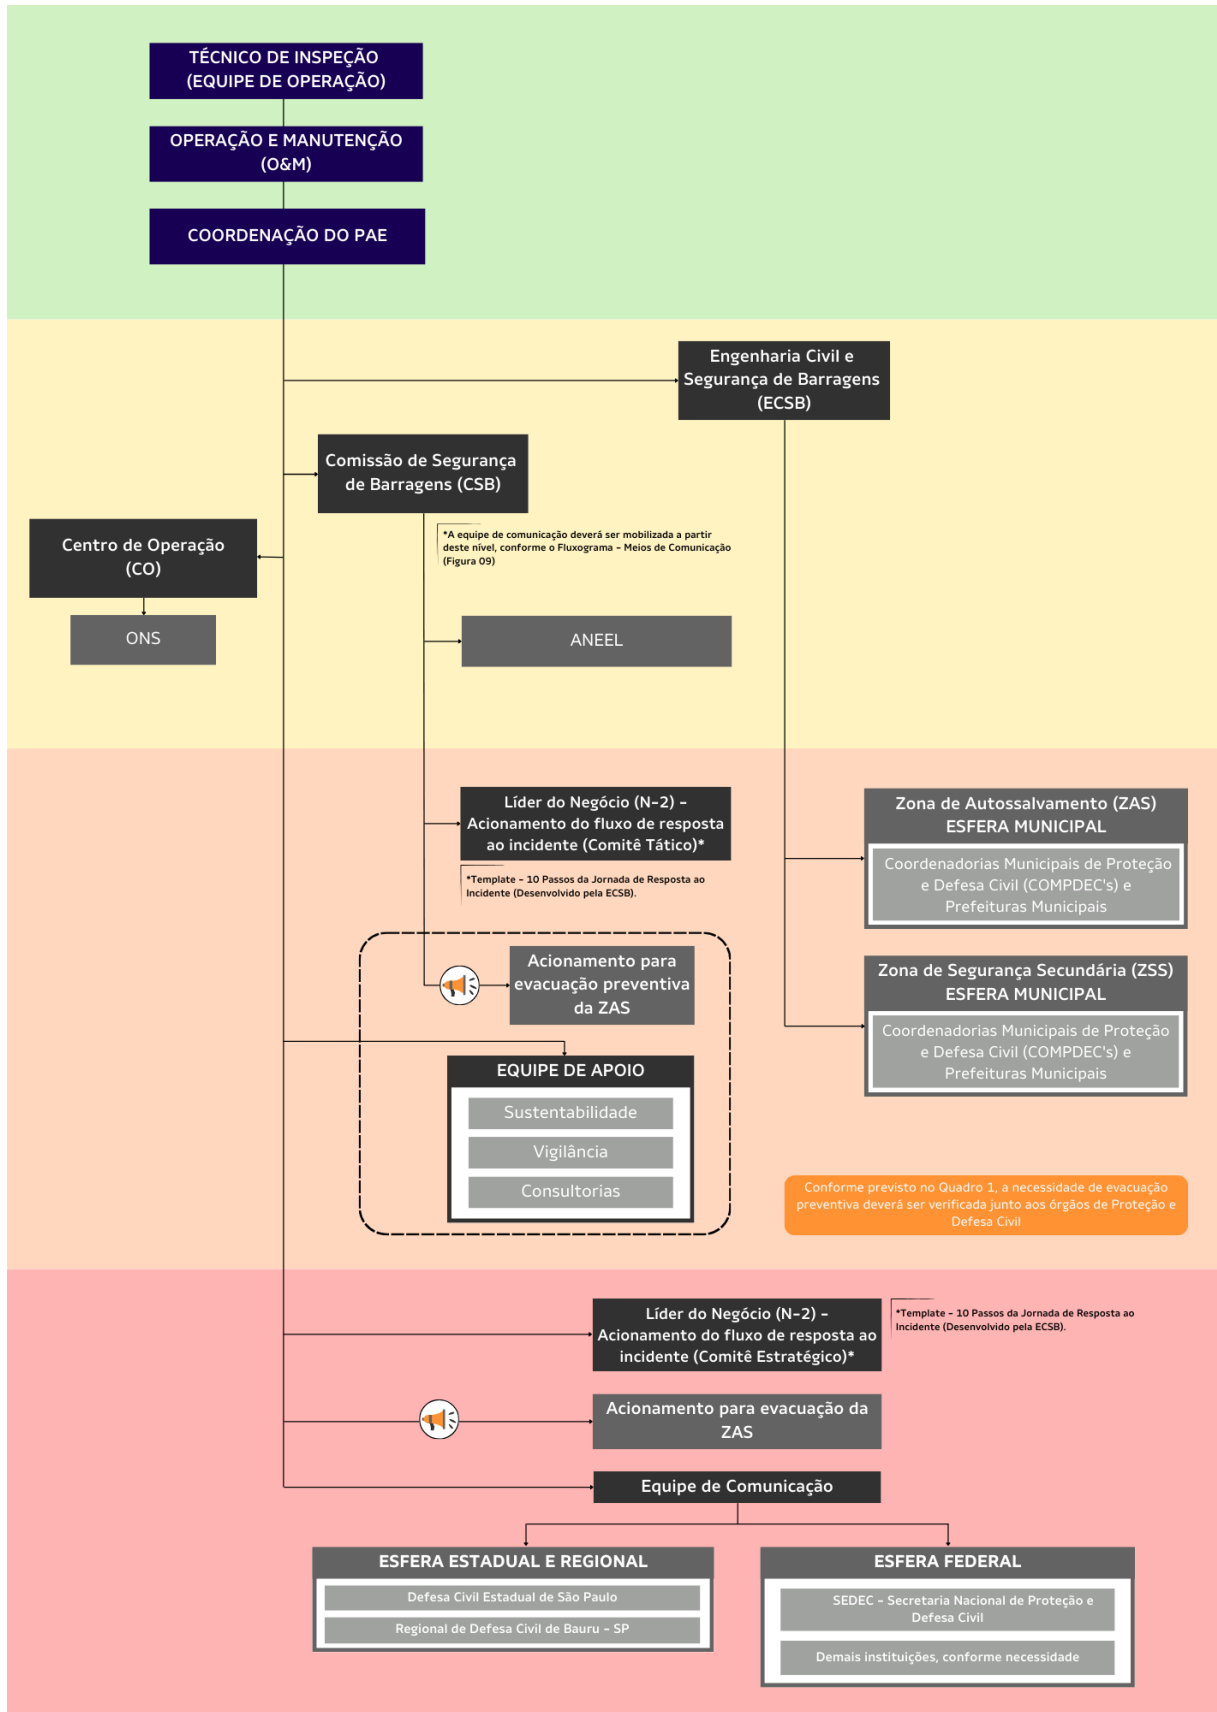 TÉCNICO DE INSPEÇÃO
(EQUIPE DE OPERAÇÃO)
OPERAÇÃO E MANUTENÇÃO
(O&M)
COORDENAÇÃO DO PAE
Engenharia Civil e
Segurança de Barragens
(ECSB)
Comissão de Segurança
de Barragens (CSB)
*A equipe de comunicação deverá ser mobilizada a partir
deste nível, conforme o Fluxograma - Meios de Comunicação
(Figura 09)
Centro de Operação
(CO)
ONS
ANEEL
Líder do Negócio (N-2) -
Acionamento do fluxo de resposta
ao incidente (Comitê Tático)*
*Template - 10 Passos da Jornada de Resposta ao
Incidente (Desenvolvido pela ECSB).
Zona de Autossalvamento (ZAS)
ESFERA MUNICIPAL
Coordenadorias Municipais de Proteção
e Defesa Civil (COMPDEC's) e
Prefeituras Municipais
Acionamento para
evacuação preventiva
da ZAS
Zona de Segurança Secundária (ZSS)
ESFERA MUNICIPAL
Coordenadorias Municipais de Proteção
e Defesa Civil (COMPDEC's) e
Prefeituras Municipais
EQUIPE DE APOIO
Sustentabilidade
Vigilância
Consultorias
Conforme previsto no Quadro 1, a necessidade de evacuação
preventiva deverá ser verificada junto aos órgãos de Proteção e
Defesa Civil
Líder do Negócio (N-2) -
Acionamento do fluxo de resposta ao
incidente (Comitê Estratégico)*
*Template - 10 Passos da Jornada de Resposta ao
Incidente (Desenvolvido pela ECSB).
Acionamento para evacuação da
ZAS
Equipe de Comunicação
ESFERA ESTADUAL E REGIONAL
Defesa Civil Estadual de São Paulo
Regional de Defesa Civil de Bauru - SP
ESFERA FEDERAL
SEDEC - Secretaria Nacional de Proteção e
Defesa Civil
Demais instituições, conforme necessidade